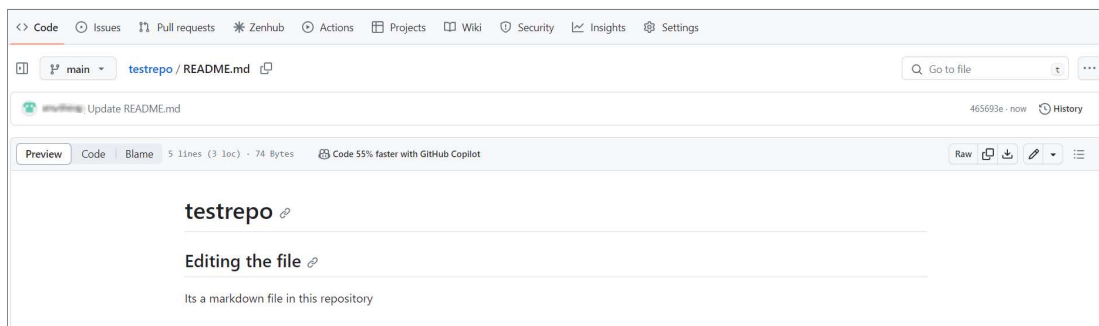 <> Code Issues Pull requests Zenhub Actions Projects Wiki Security Insights Settings
main testrepo / README.md Go to file t ...
Update README.md 465693e · now History
Preview Code Blame 5 lines (3 loc) · 74 Bytes Code 55% faster with GitHub Copilot Raw
testrepo
Editing the file
Its a markdown file in this repository